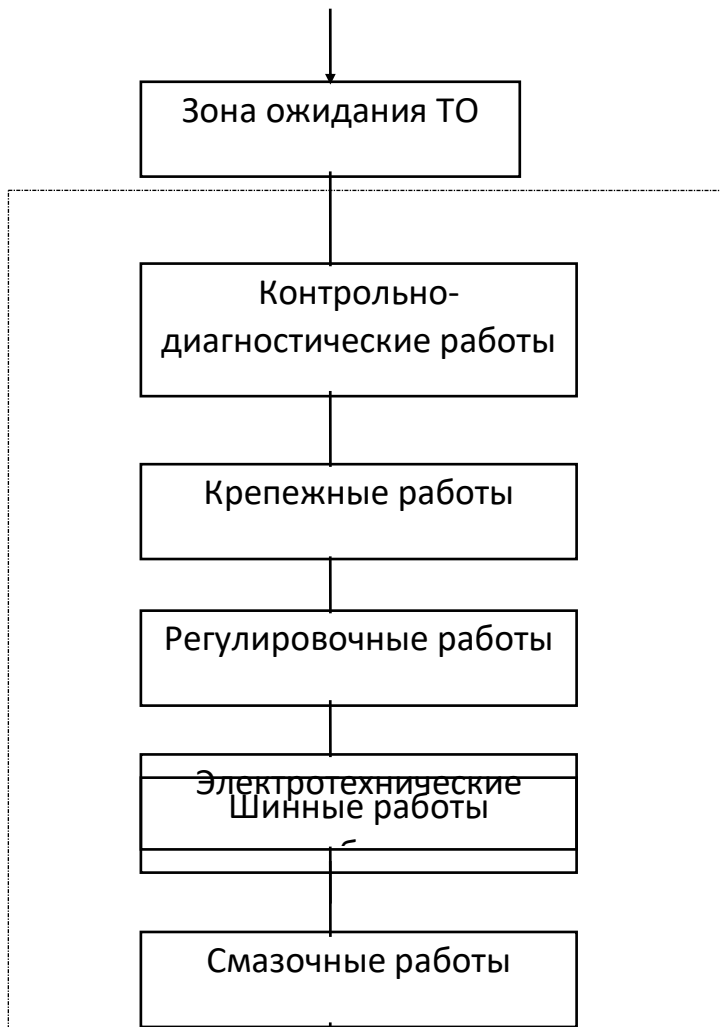 Зона ожидания ТО
Контрольно-
диагностические работы
Крепежные работы
Регулировочные работы
Электротехнические
Шинные работы
Смазочные работы